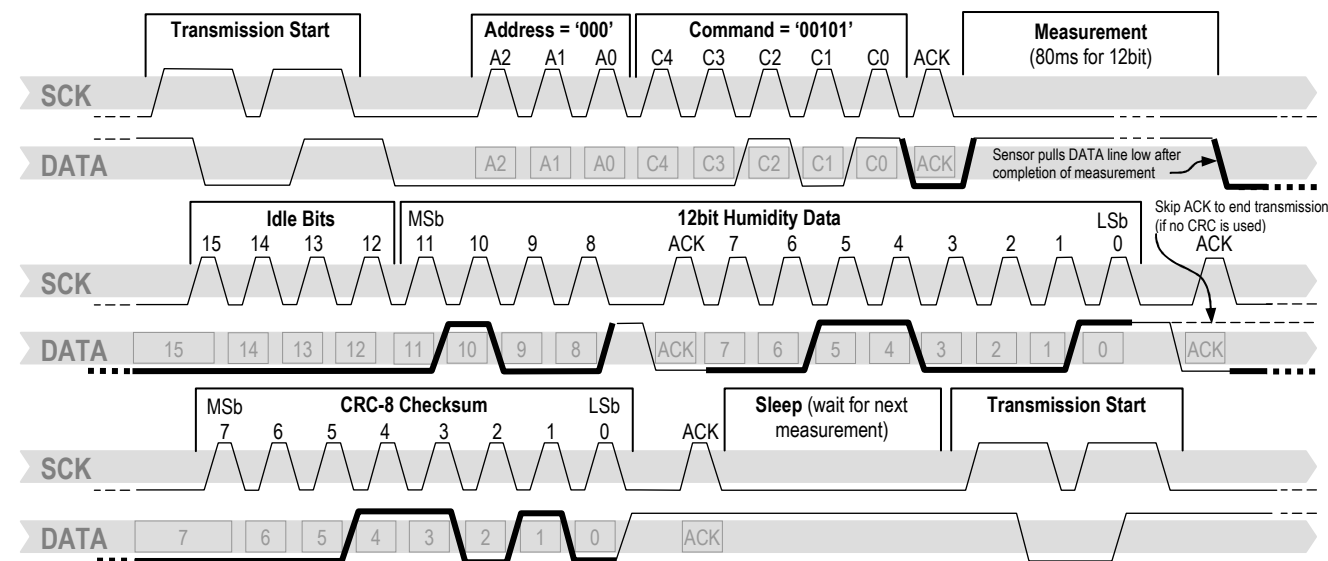 Transmission Start Address = ‘000’ Command = ‘00101’ Measurement
(80ms for 12bit)
A2 A1 A0 C4 C3 C2 C1 C0 ACK
SCK
DATA A2 A1 A0 C4 C3 C2 C1 C0 ACK
Sensor pulls DATA line low after
completion of measurement
Skip ACK to end transmission
(if no CRC is used)
Idle Bits MSb 12bit Humidity Data LSb
15 14 13 12 11 10 9 8 ACK 7 6 5 4 3 2 1 0 ACK
SCK
DATA 15 14 13 12 11 10 9 8 ACK 7 6 5 4 3 2 1 0 ACK
MSb CRC-8 Checksum LSb Sleep (wait for next
measurement)
Transmission Start
7 6 5 4 3 2 1 0 ACK
SCK
DATA 7 6 5 4 3 2 1 0 ACK